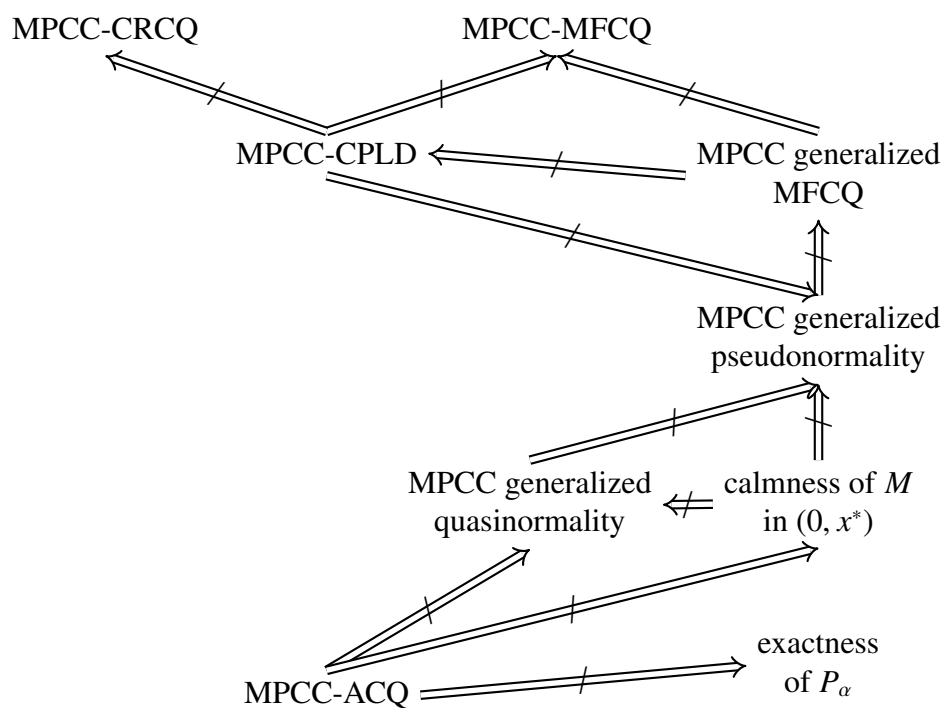 MPCC-CRCQ
MPCC-MFCQ
MPCC-CPLD
MPCC generalized
MFCQ
MPCC generalized
pseudonormality
MPCC generalized
quasinormality
calmness of M
in (0, x*)
exactness
of Pα
MPCC-ACQ